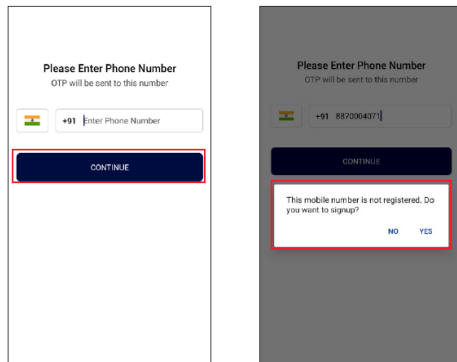 Please Enter Phone Number
OTP will be sent to this number
+91 Enter Phone Number
CONTINUE
Please Enter Phone Number
OTP will be sent to this number
+91 8870004071
CONTINUE
This mobile number is not registered. Do
you want to signup?
NO YES